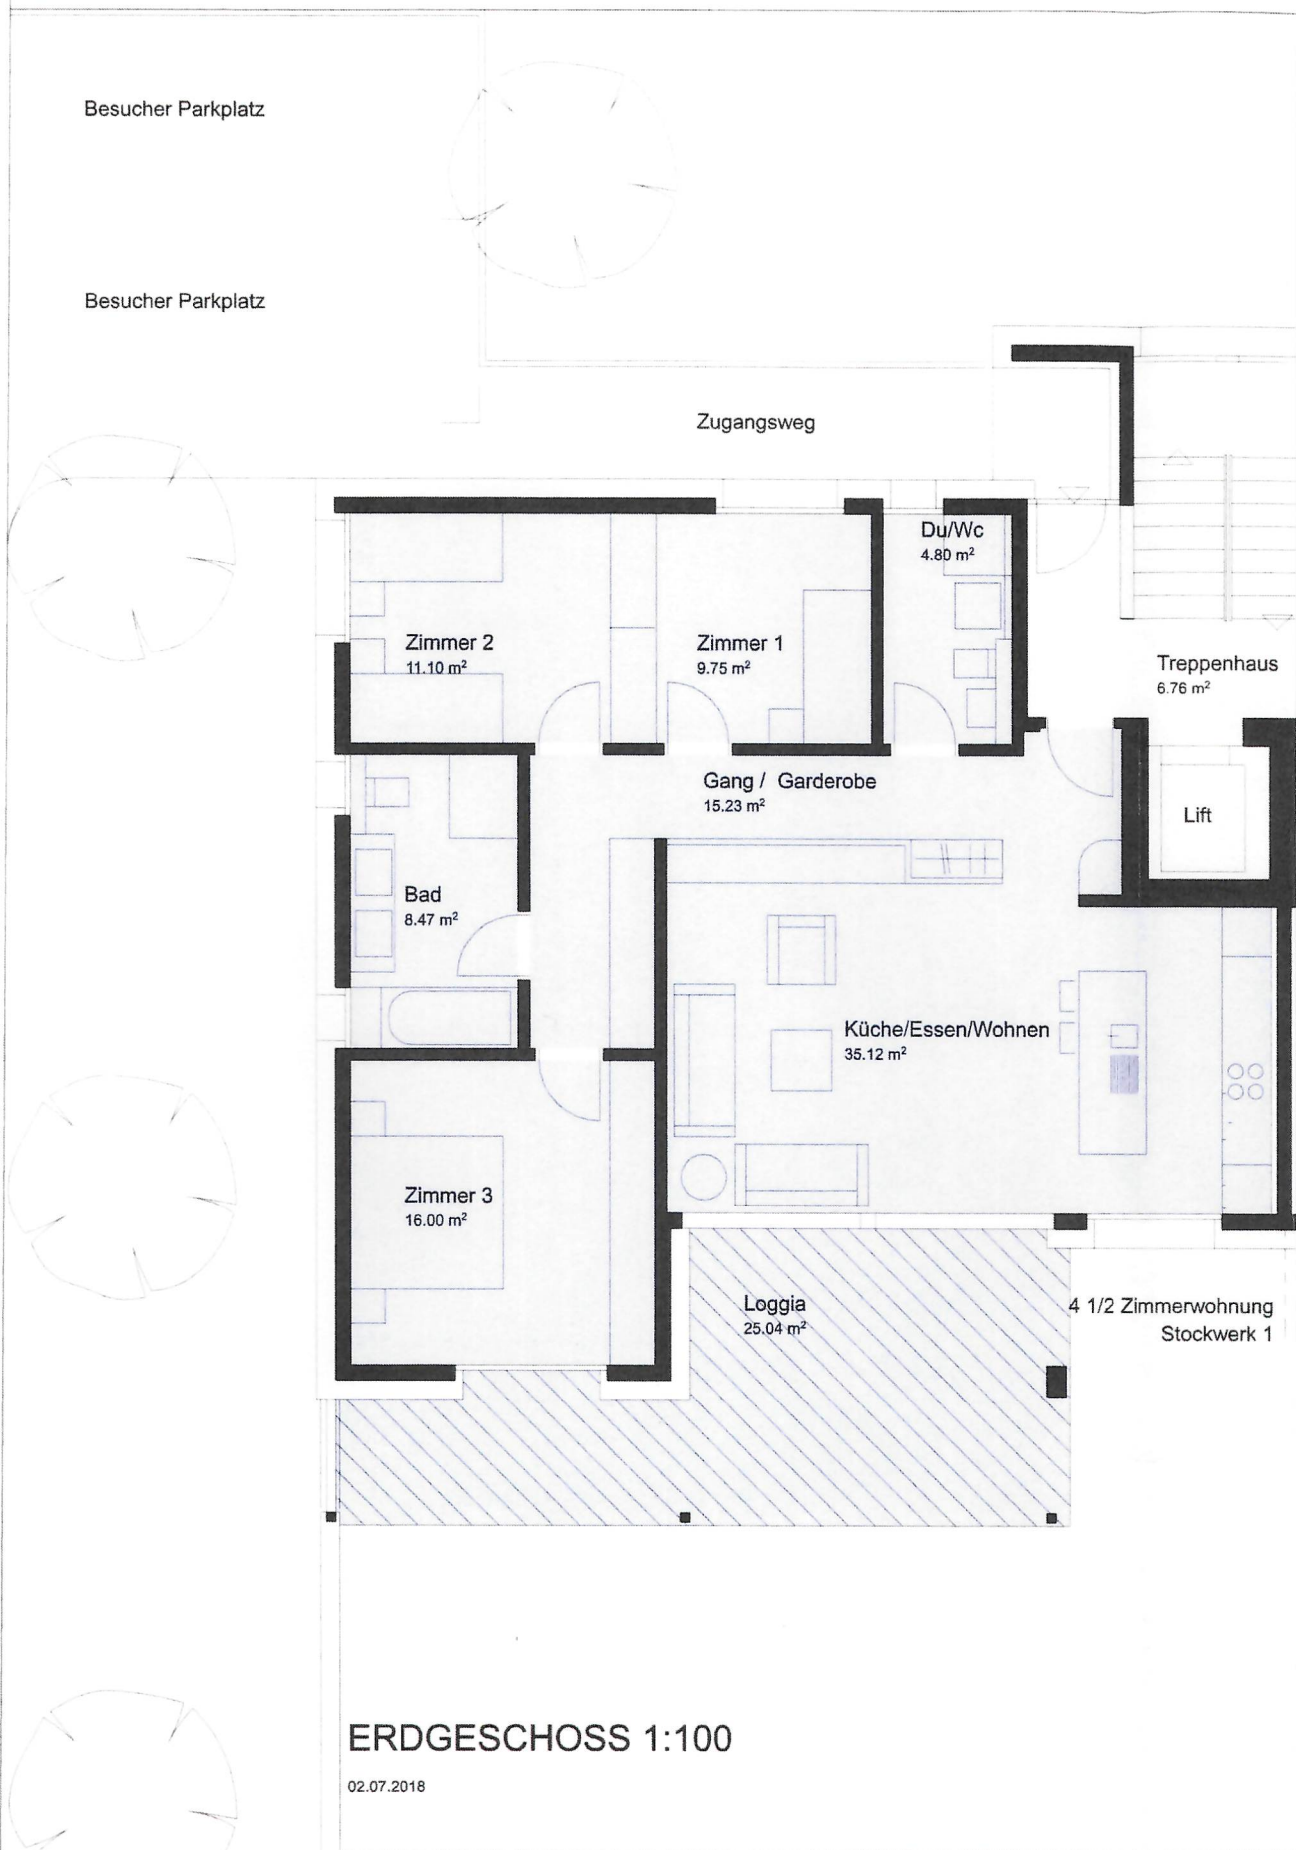 Besucher Parkplatz
Besucher Parkplatz
Zugangsweg
Du/Wc
4.80 m²
Zimmer 2
11.10 m²
Zimmer 1
9.75 m²
Treppenhaus
6.76 m²
Gang / Garderobe
15.23 m²
Lift
Bad
8.47 m²
Küche/Essen/Wohnen
35.12 m²
Zimmer 3
16.00 m²
Loggia
25.04 m²
4 1/2 Zimmerwohnung
Stockwerk 1
ERDGESCHOSS 1:100
02.07.2018